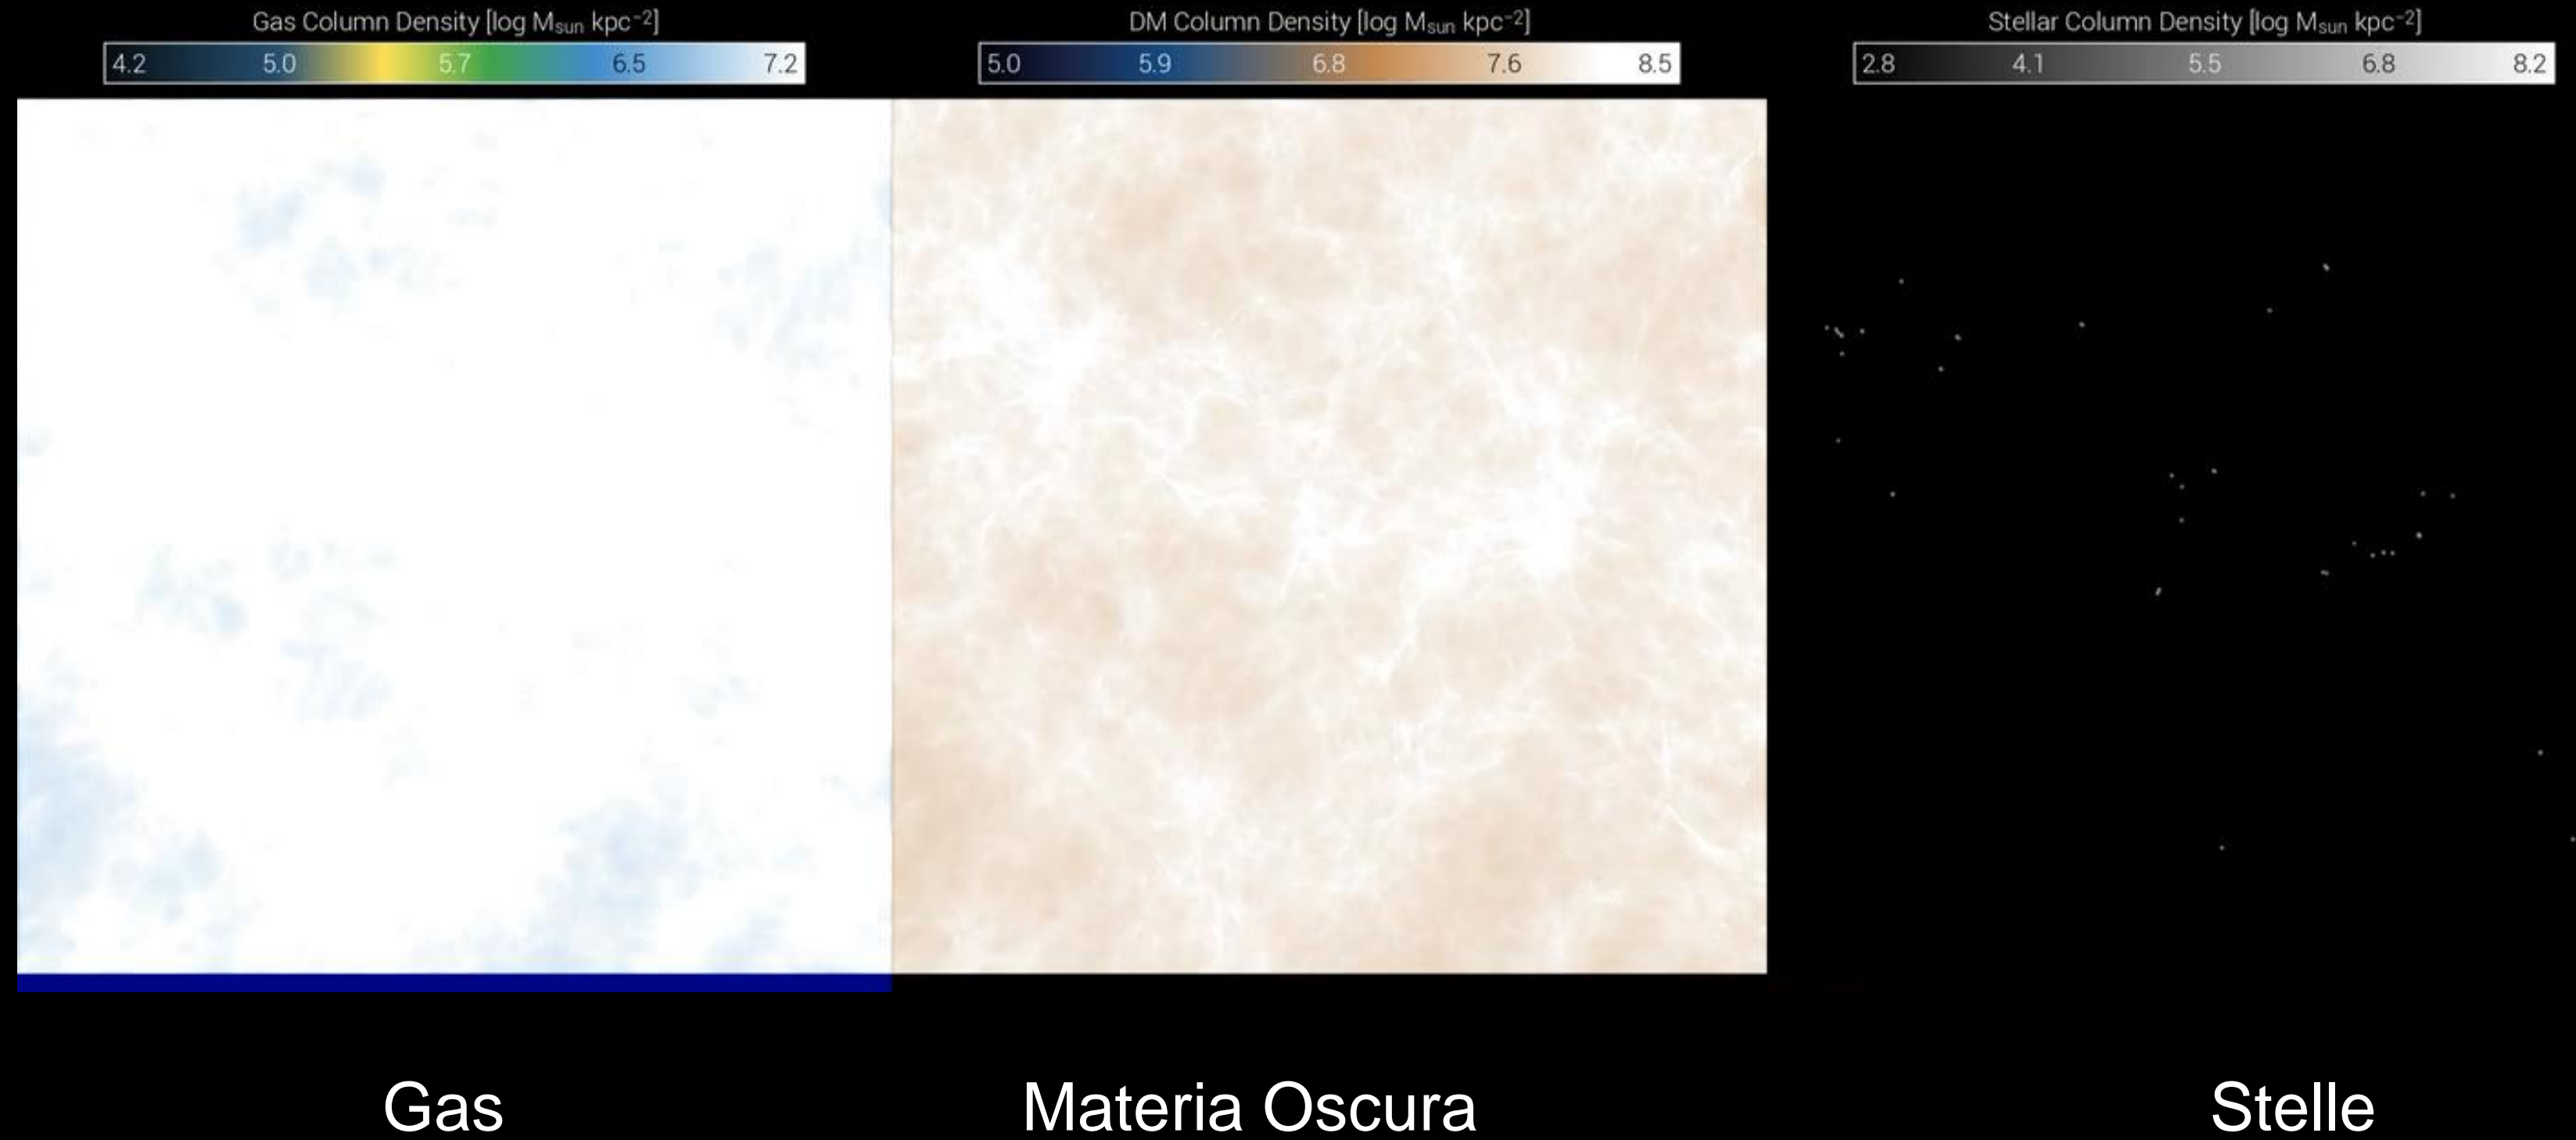 Gas Column Density [log Msun kpc⁻²]
4.2 5.0 5.7 6.5 7.2
DM Column Density [log Msun kpc⁻²]
5.0 5.9 6.8 7.6 8.5
Stellar Column Density [log Msun kpc⁻²]
2.8 4.1 5.5 6.8 8.2
Gas
Materia Oscura
Stelle